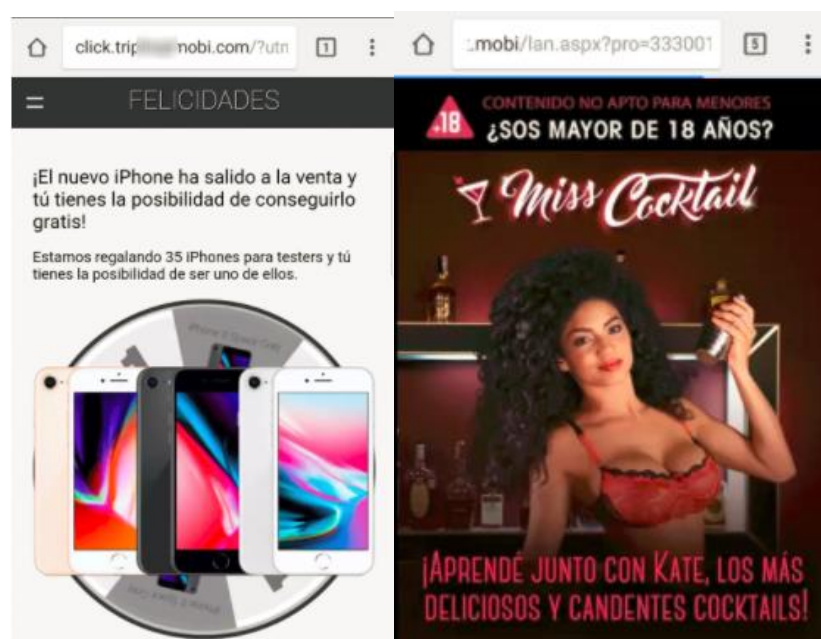 click.trip mobi.com/?utn
1
FELICIDADES
¡El nuevo iPhone ha salido a la venta y
tú tienes la posibilidad de conseguirlo
gratis!
Estamos regalando 35 iPhones para testers y tú
tienes la posibilidad de ser uno de ellos.
.mobi/lan.aspx?pro=333001
5
+18
CONTENIDO NO APTO PARA MENORES
¿SOS MAYOR DE 18 AÑOS?
Miss Cocktail
¡APRENDÉ JUNTO CON KATE, LOS MÁS
DELICIOSOS Y CANDENTES COCKTAILS!